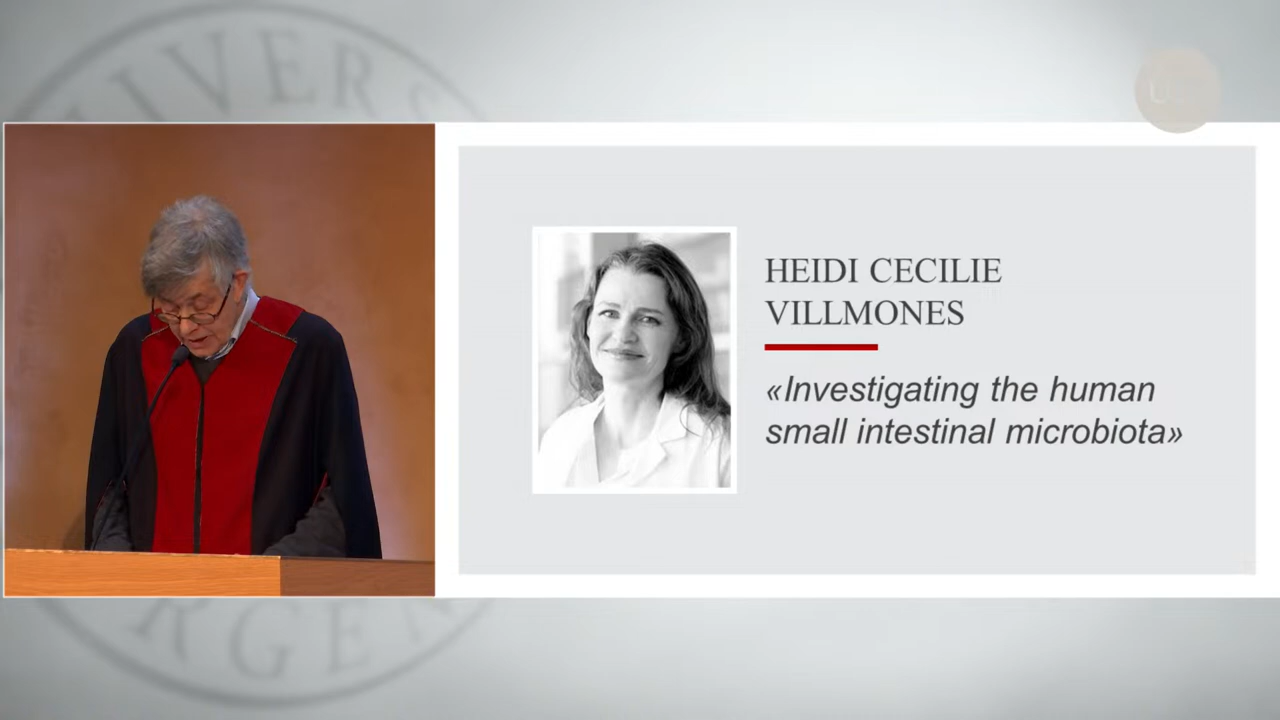 HEIDI CECILIE
VILLMONES
«Investigating the human
small intestinal microbiota»